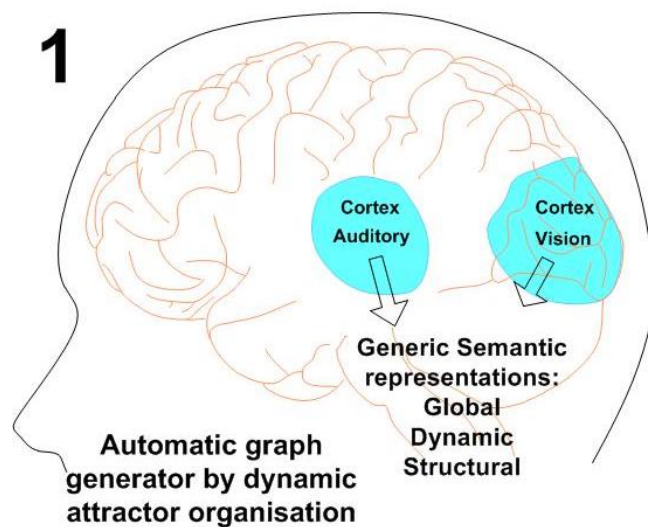 1
Cortex
Auditory
Cortex
Vision
Generic Semantic
representations:
Global
Dynamic
Structural
Automatic graph
generator by dynamic
attractor organisation